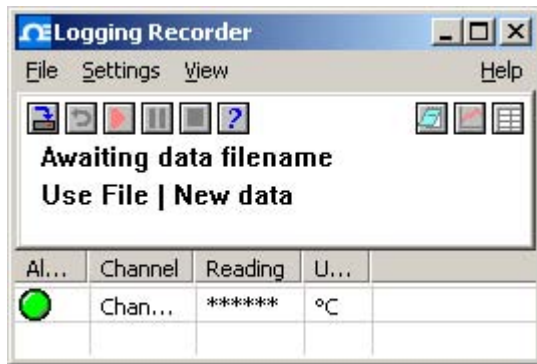 Logging Recorder
File Settings View Help
?
Awaiting data filename
Use File | New data
Al... Channel Reading U...
Chan... ****** °C